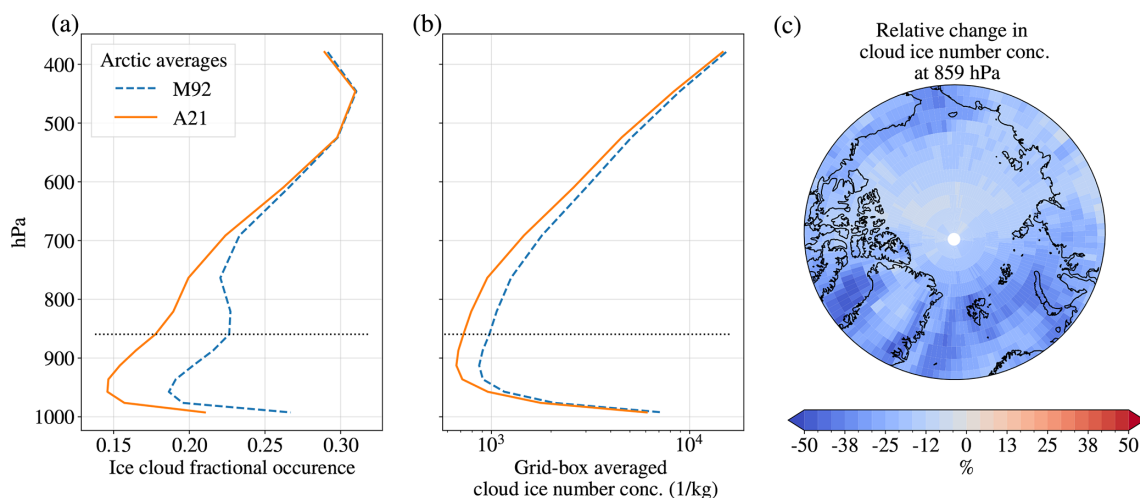 (a)
(b)
(c)
Arctic averages
M92
A21
hPa
400
500
600
700
800
900
1000
0.15
0.20
0.25
0.30
Ice cloud fractional occurence
10³
10⁴
Grid-box averaged
cloud ice number conc. (1/kg)
Relative change in
cloud ice number conc.
at 859 hPa
-50 -38 -25 -12 0 13 25 38 50
%